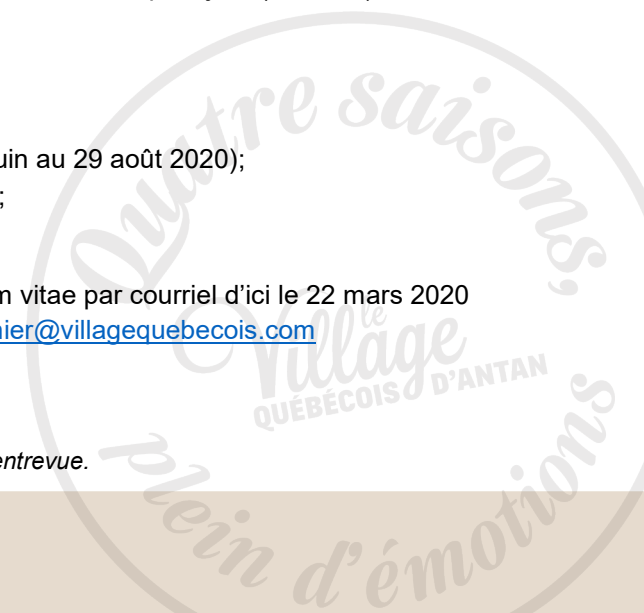 uin au 29 août 2020);
;
m vitae par courriel d’ici le 22 mars 2020
nier@villagequebecois.com
entrevue.
Quatre saisons,
le
Village
QUÉBÉCOIS D'ANTAN
plein d'émotions